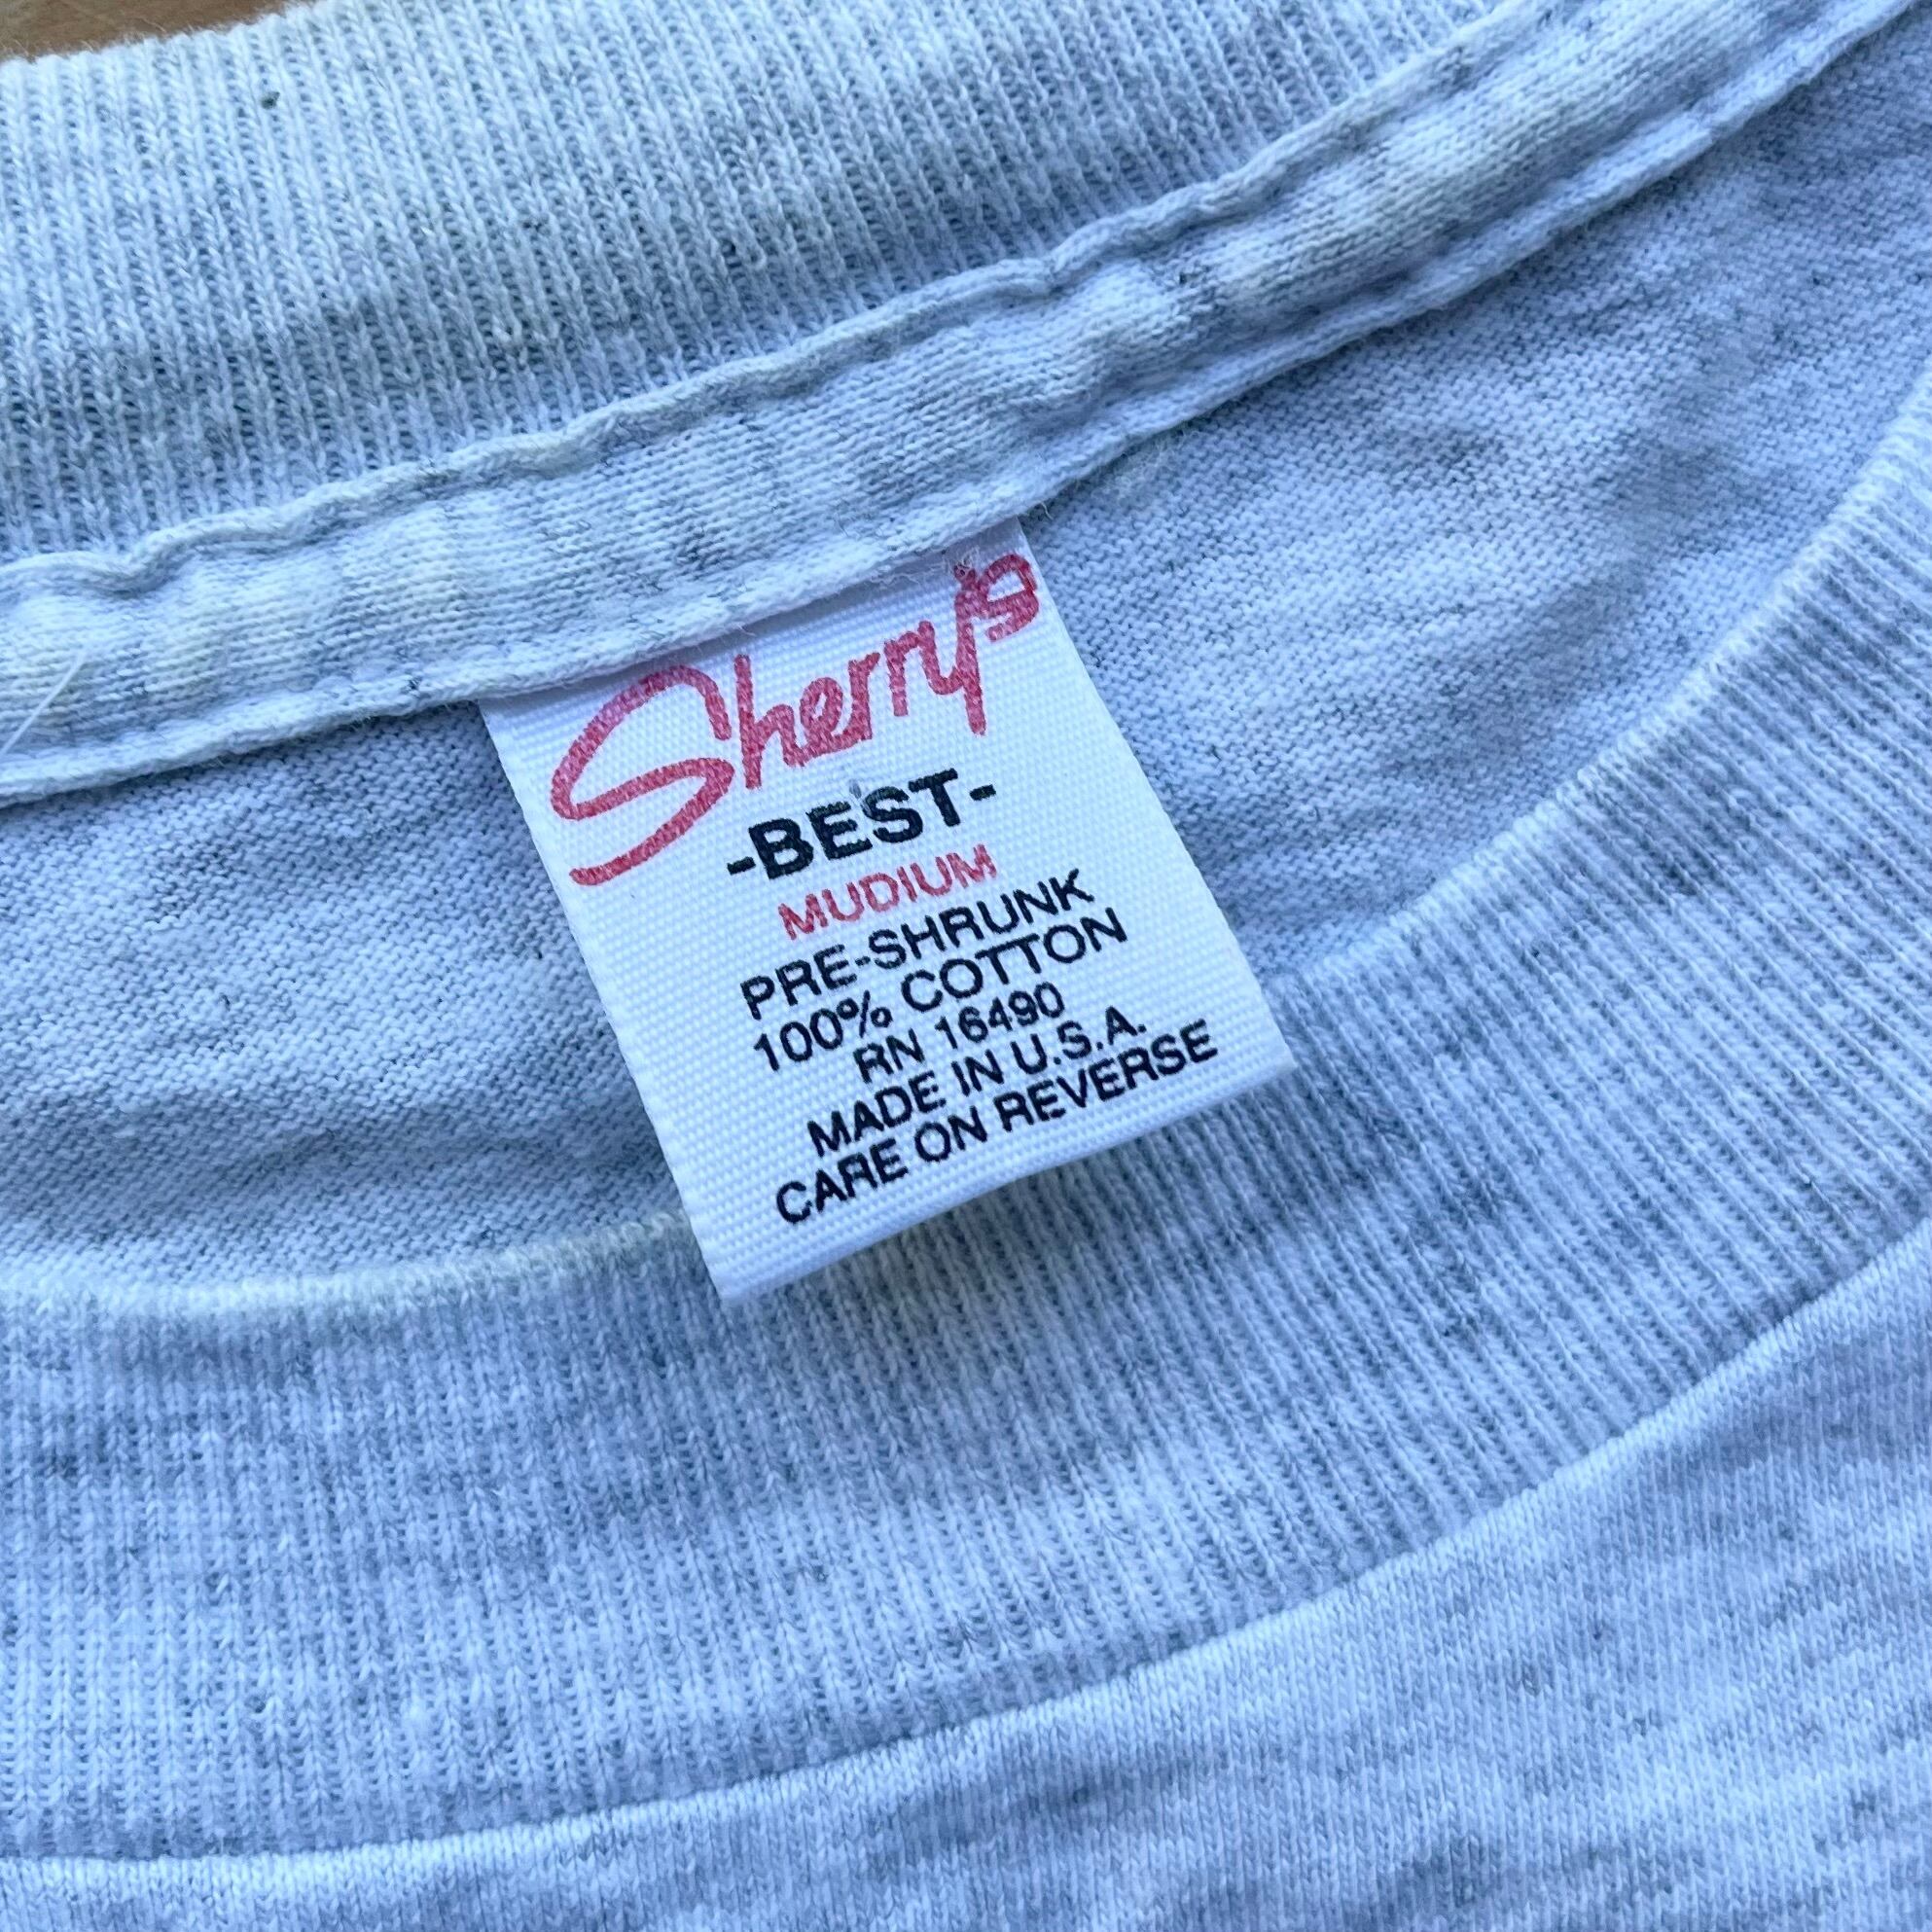 Sherry's
-BEST-
MUDIUM
PRE-SHRUNK
100% COTTON
RN 16490
MADE IN U.S.A.
CARE ON REVERSE